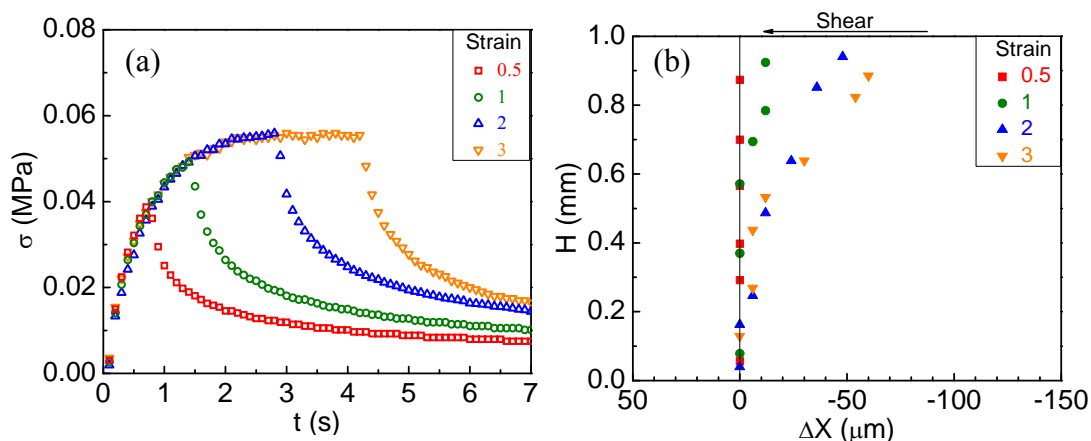 (a)
0.08
0.06
0.04
0.02
0.00
σ (MPa)
0 1 2 3 4 5 6 7
t (s)
Strain
0.5
1
2
3
Shear
(b)
1.0
0.8
0.6
0.4
0.2
0.0
H (mm)
50 0 -50 -100 -150
ΔX (μm)
Strain
0.5
1
2
3